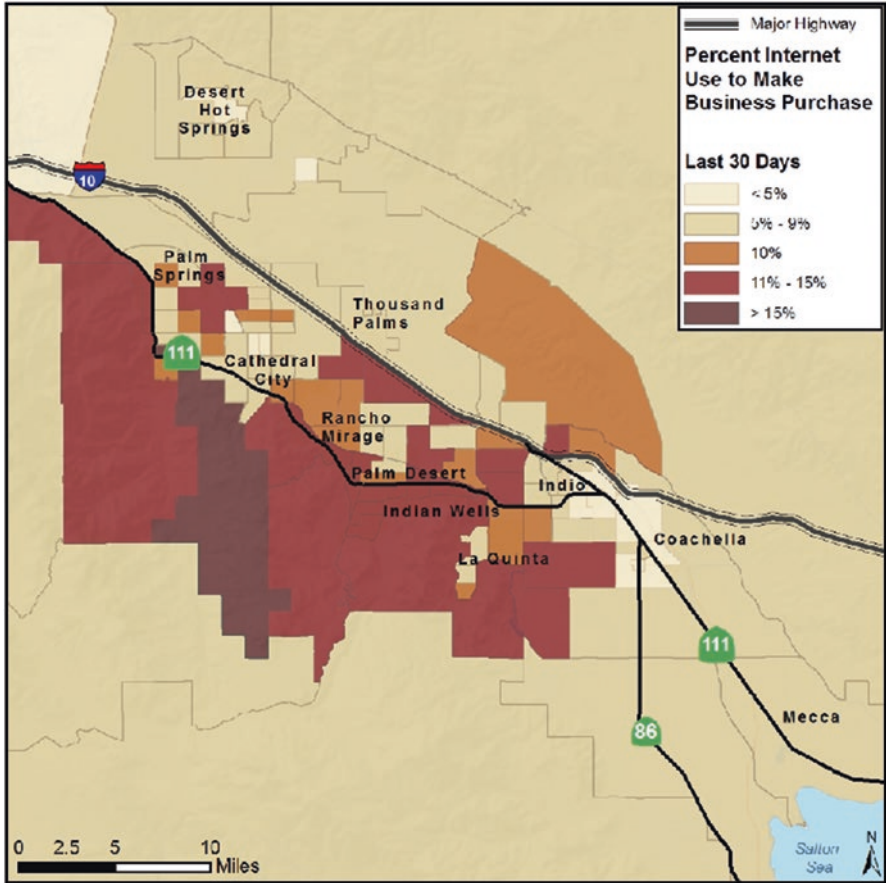 Major Highway
Percent Internet
Use to Make
Business Purchase
Last 30 Days
< 5%
5% - 9%
10%
11% - 15%
> 15%
Desert
Hot
Springs
10
Palm
Springs
Thousand
Palms
111
Cathedral
City
Rancho
Mirage
Palm Desert
Indio
Indian Wells
Coachella
La Quinta
111
Mecca
86
0 2.5 5 10
Miles
Salton
Sea
N